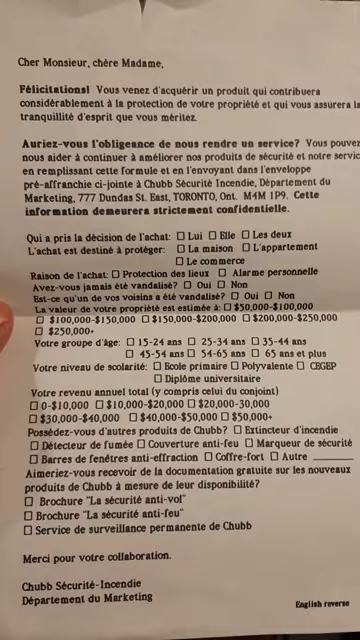 Cher Monsieur, chère Madame,
Félicitations! Vous venez d'acquérir un produit qui contribuera
considérablement à la protection de votre propriété et qui vous assurera la
tranquillité d'esprit que vous méritez.
Auriez-vous l'obligeance de nous rendre un service? Vous pouvez
nous aider à continuer à améliorer nos produits de sécurité et notre servic
en remplissant cette formule et en l'envoyant dans l'enveloppe
pré-affranchie ci-jointe à Chubb Sécurité Incendie, Département du
Marketing, 777 Dundas St. East, TORONTO, Ont. M4M 1P9. Cette
information demeurera strictement confidentielle.
Qui a pris la décision de l'achat: ☐ Lui ☐ Elle ☐ Les deux
L'achat est destiné à protéger: ☐ La maison ☐ L'appartement
☐ Le commerce
Raison de l'achat: ☐ Protection des lieux ☐ Alarme personnelle
Avez-vous jamais été vandalisé? ☐ Oui ☐ Non
Est-ce qu'un de vos voisins a été vandalisé? ☐ Oui ☐ Non
La valeur de votre propriété est estimée à: ☐ $50,000-$100,000
☐ $100,000-$150,000 ☐ $150,000-$200,000 ☐ $200,000-$250,000
☐ $250,000+
Votre groupe d'âge: ☐ 15-24 ans ☐ 25-34 ans ☐ 35-44 ans
☐ 45-54 ans ☐ 54-65 ans ☐ 65 ans et plus
Votre niveau de scolarité: ☐ Ecole primaire ☐ Polyvalente ☐ CEGEP
☐ Diplôme universitaire
Votre revenu annuel total (y compris celui du conjoint)
☐ 0-$10,000 ☐ $10,000-$20,000 ☐ $20,000-30,000
☐ $30,000-$40,000 ☐ $40,000-$50,000 ☐ $50,000+
Possédez-vous d'autres produits de Chubb? ☐ Extincteur d'incendie
☐ Détecteur de fumée ☐ Couverture anti-feu ☐ Marqueur de sécurité
☐ Barres de fenêtres anti-effraction ☐ Coffre-fort ☐ Autre ______
Aimeriez-vous recevoir de la documentation gratuite sur les nouveaux
produits de Chubb à mesure de leur disponibilité?
☐ Brochure "La sécurité anti-vol"
☐ Brochure "La sécurité anti-feu"
☐ Service de surveillance permanente de Chubb
Merci pour votre collaboration.
Chubb Sécurité-Incendie
Département du Marketing
English reverse